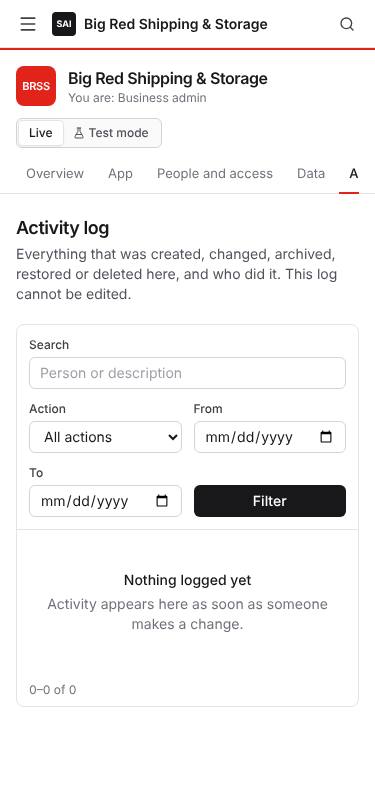 SAI Big Red Shipping & Storage
BRSS
Big Red Shipping & Storage
You are: Business admin
Live Test mode
Overview App People and access Data A
Activity log
Everything that was created, changed, archived,
restored or deleted here, and who did it. This log
cannot be edited.
Search
Person or description
Action From
All actions mm/dd/yyyy
To
mm/dd/yyyy Filter
Nothing logged yet
Activity appears here as soon as someone
makes a change.
0–0 of 0